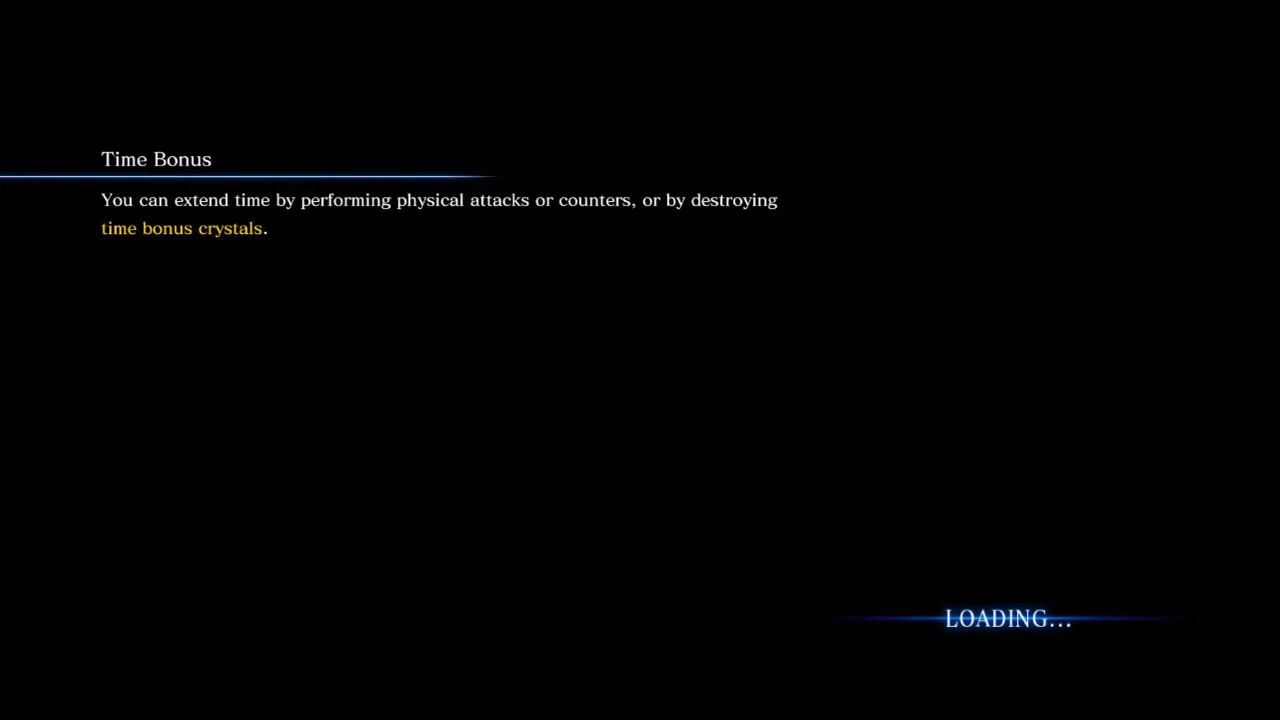 Time Bonus
You can extend time by performing physical attacks or counters, or by destroying
time bonus crystals.
LOADING...